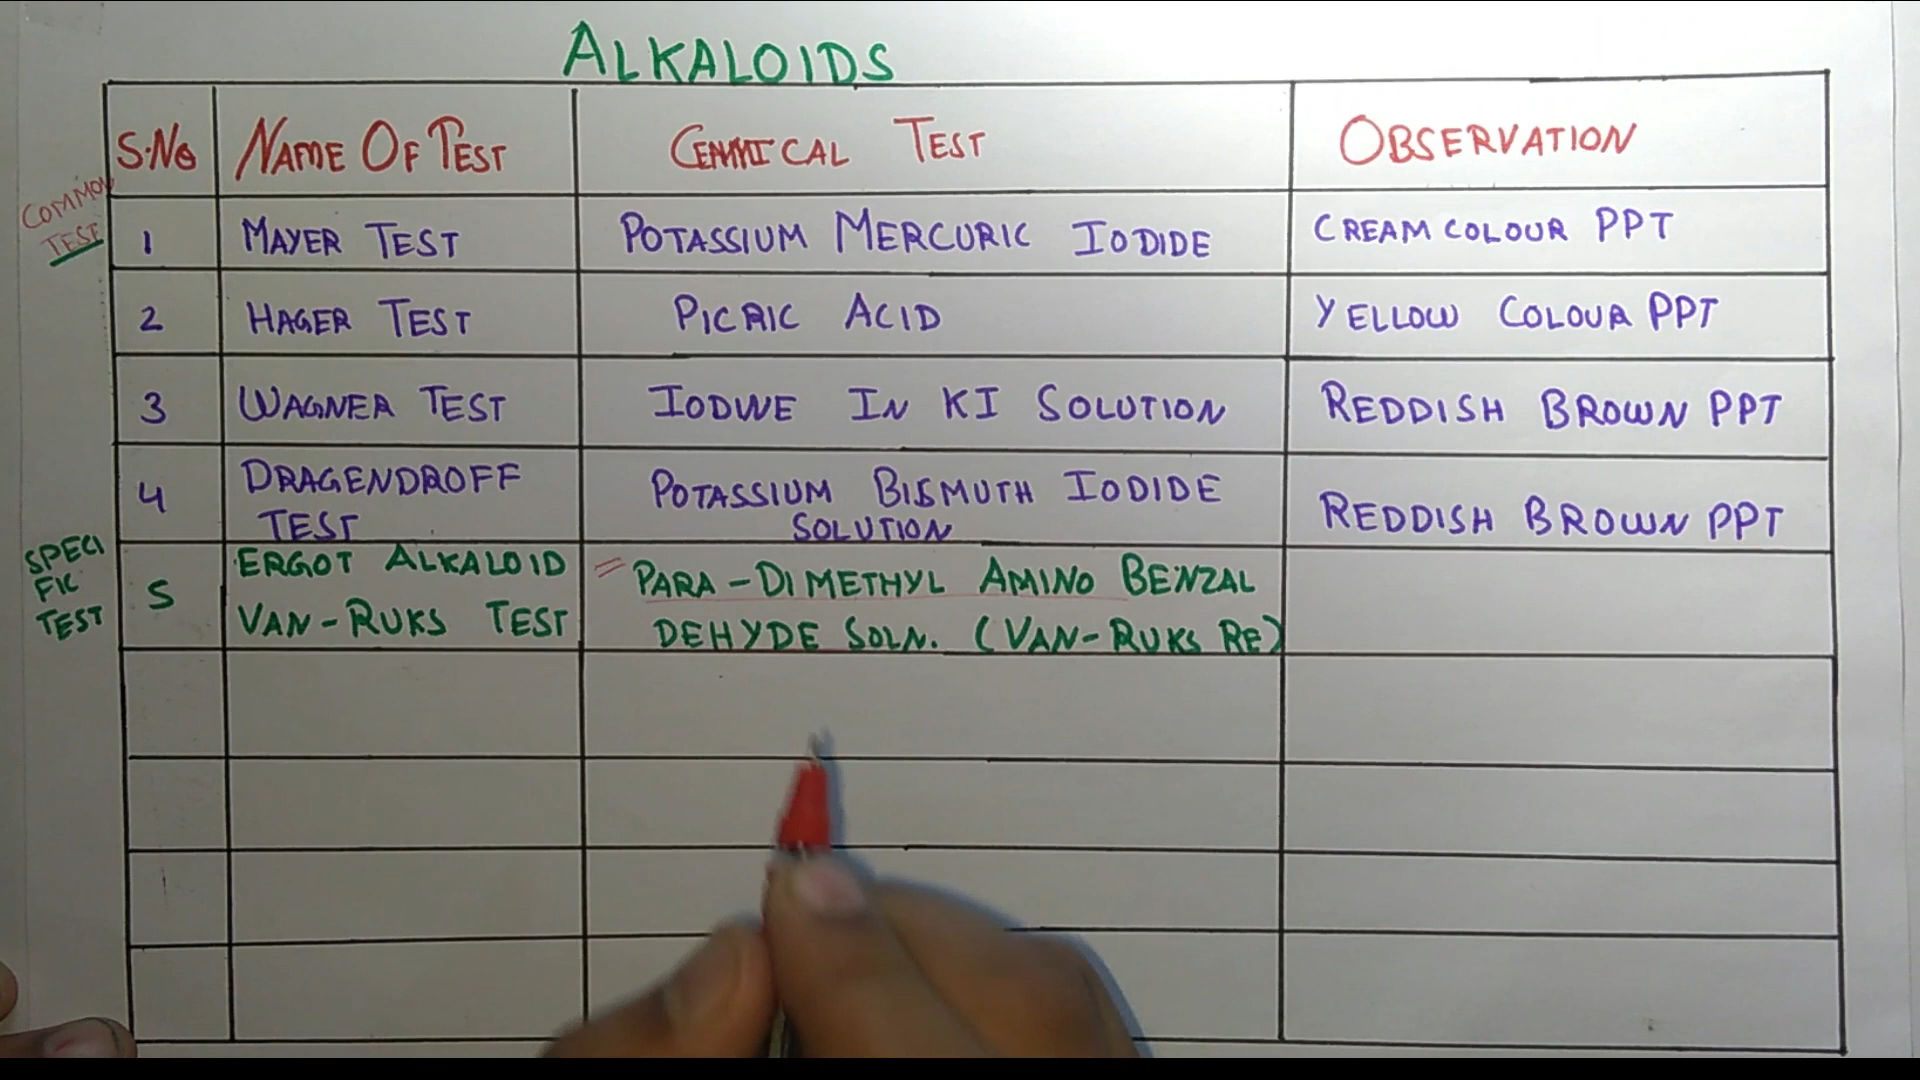 ALKALOIDS
S.No NAME OF TEST CEMMICAL TEST OBSERVATION
COMMON
TEST
1 MAYER TEST POTASSIUM MERCURIC IODIDE CREAM COLOUR PPT
2 HAGER TEST PICRIC ACID YELLOW COLOUR PPT
3 WAGNER TEST IODINE IN KI SOLUTION REDDISH BROWN PPT
4 DRAGENDROFF
TEST
POTASSIUM BISMUTH IODIDE
SOLUTION
REDDISH BROWN PPT
SPECI
FIC
TEST
5 ERGOT ALKALOID
VAN-RUKS TEST
PARA-DIMETHYL AMINO BENZAL
DEHYDE SOLN. (VAN-RUKS RE)